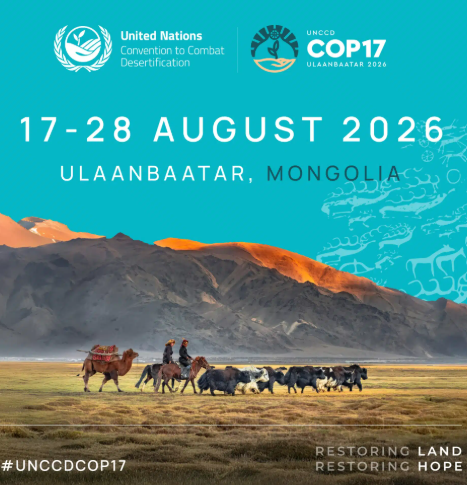 United Nations
Convention to Combat
Desertification
UNCCD
COP17
ULAANBAATAR 2026
17-28 AUGUST 2026
ULAANBAATAR, MONGOLIA
#UNCCDCOP17
RESTORING LAND
RESTORING HOPE